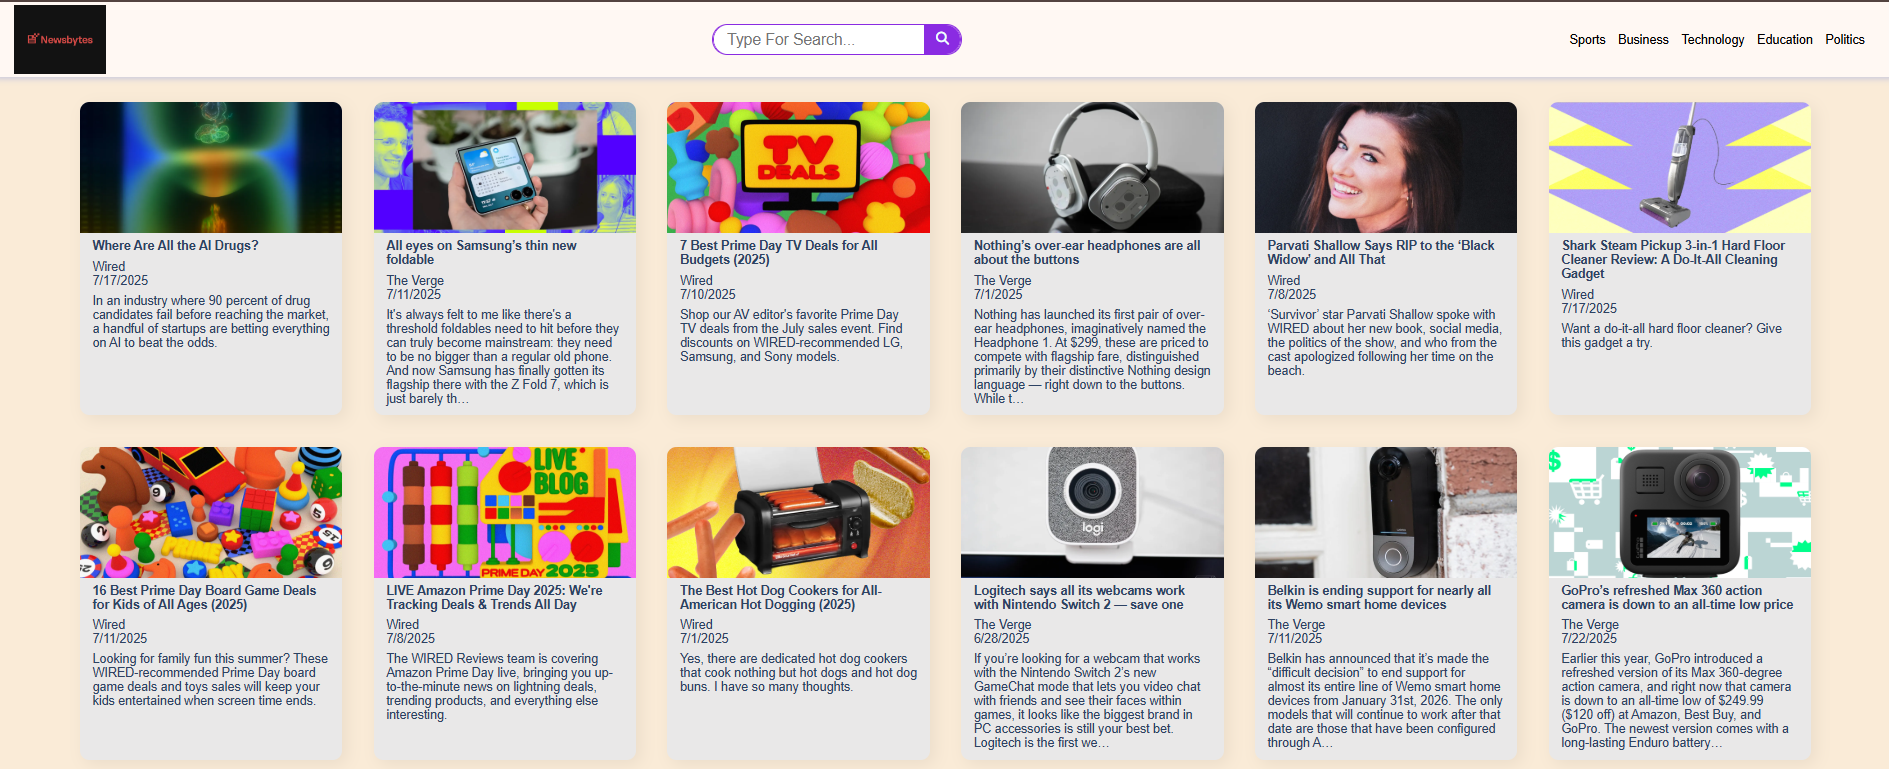 Newsbytes
Type For Search...
Sports Business Technology Education Politics
TV
DEALS
Where Are All the AI Drugs?
Wired
7/17/2025
In an industry where 90 percent of drug
candidates fail before reaching the market,
a handful of startups are betting everything
on AI to beat the odds.
All eyes on Samsung’s thin new
foldable
The Verge
7/11/2025
It’s always felt to me like there’s a
threshold foldables need to hit before they
can truly become mainstream: they need
to be no bigger than a regular old phone.
And now Samsung has finally gotten its
flagship there with the Z Fold 7, which is
just barely th…
7 Best Prime Day TV Deals for All
Budgets (2025)
Wired
7/10/2025
Shop our AV editor’s favorite Prime Day
TV deals from the July sales event. Find
discounts on WIRED-recommended LG,
Samsung, and Sony models.
Nothing’s over-ear headphones are all
about the buttons
The Verge
7/1/2025
Nothing has launched its first pair of over-
ear headphones, imaginatively named the
Headphone 1. At $299, these are priced to
compete with flagship fare, distinguished
primarily by their distinctive Nothing design
language — right down to the buttons.
While t…
Parvati Shallow Says RIP to the ‘Black
Widow’ and All That
Wired
7/8/2025
‘Survivor’ star Parvati Shallow spoke with
WIRED about her new book, social media,
the politics of the show, and who from the
cast apologized following her time on the
beach.
Shark Steam Pickup 3-in-1 Hard Floor
Cleaner Review: A Do-It-All Cleaning
Gadget
Wired
7/17/2025
Want a do-it-all hard floor cleaner? Give
this gadget a try.
LIVE
BLOG
PRIME DAY 2025
logi
16 Best Prime Day Board Game Deals
for Kids of All Ages (2025)
Wired
7/11/2025
Looking for family fun this summer? These
WIRED-recommended Prime Day board
game deals and toys sales will keep your
kids entertained when screen time ends.
LIVE Amazon Prime Day 2025: We're
Tracking Deals & Trends All Day
Wired
7/8/2025
The WIRED Reviews team is covering
Amazon Prime Day live, bringing you up-
to-the-minute news on lightning deals,
trending products, and everything else
interesting.
The Best Hot Dog Cookers for All-
American Hot Dogging (2025)
Wired
7/1/2025
Yes, there are dedicated hot dog cookers
that cook nothing but hot dogs and hot dog
buns. I have so many thoughts.
Logitech says all its webcams work
with Nintendo Switch 2 — save one
The Verge
6/28/2025
If you’re looking for a webcam that works
with the Nintendo Switch 2’s new
GameChat mode that lets you video chat
with friends and see their faces within
games, it looks like the biggest brand in
PC accessories is still your best bet.
Logitech is the first we…
Belkin is ending support for nearly all
its Wemo smart home devices
The Verge
7/11/2025
Belkin has announced that it’s made the
“difficult decision” to end support for
almost its entire line of Wemo smart home
devices from January 31st, 2026. The only
models that will continue to work after that
date are those that have been configured
through A…
GoPro’s refreshed Max 360 action
camera is down to an all-time low price
The Verge
7/22/2025
Earlier this year, GoPro introduced a
refreshed version of its Max 360-degree
action camera, and right now that camera
is down to an all-time low of $249.99
($120 off) at Amazon, Best Buy, and
GoPro. The newest version comes with a
long-lasting Enduro battery…